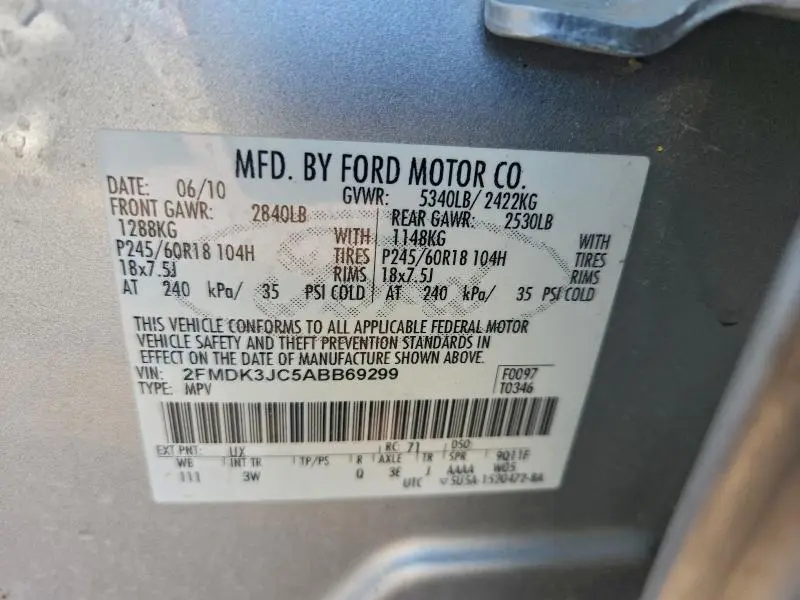 MFD. BY FORD MOTOR CO.
DATE: 06/10 GVWR: 5340LB/ 2422KG
FRONT GAWR: 2840LB REAR GAWR: 2530LB
1288KG WITH 1148KG WITH
P245/60R18 104H TIRES P245/60R18 104H TIRES
18x7.5J RIMS 18x7.5J RIMS
AT 240 kPa/ 35 PSI COLD AT 240 kPa/ 35 PSI COLD
THIS VEHICLE CONFORMS TO ALL APPLICABLE FEDERAL MOTOR
VEHICLE SAFETY AND THEFT PREVENTION STANDARDS IN
EFFECT ON THE DATE OF MANUFACTURE SHOWN ABOVE.
VIN: 2FMDK3JC5ABB69299 F0097
TYPE: MPV T0346
EXT PNT: UX RC: 71 DSO:
WB INT TR TP/PS R AXLE TR SPR 9Q11F
111 3W Q 3E J AAAA W05
UTC 5U5A-1520472-BA